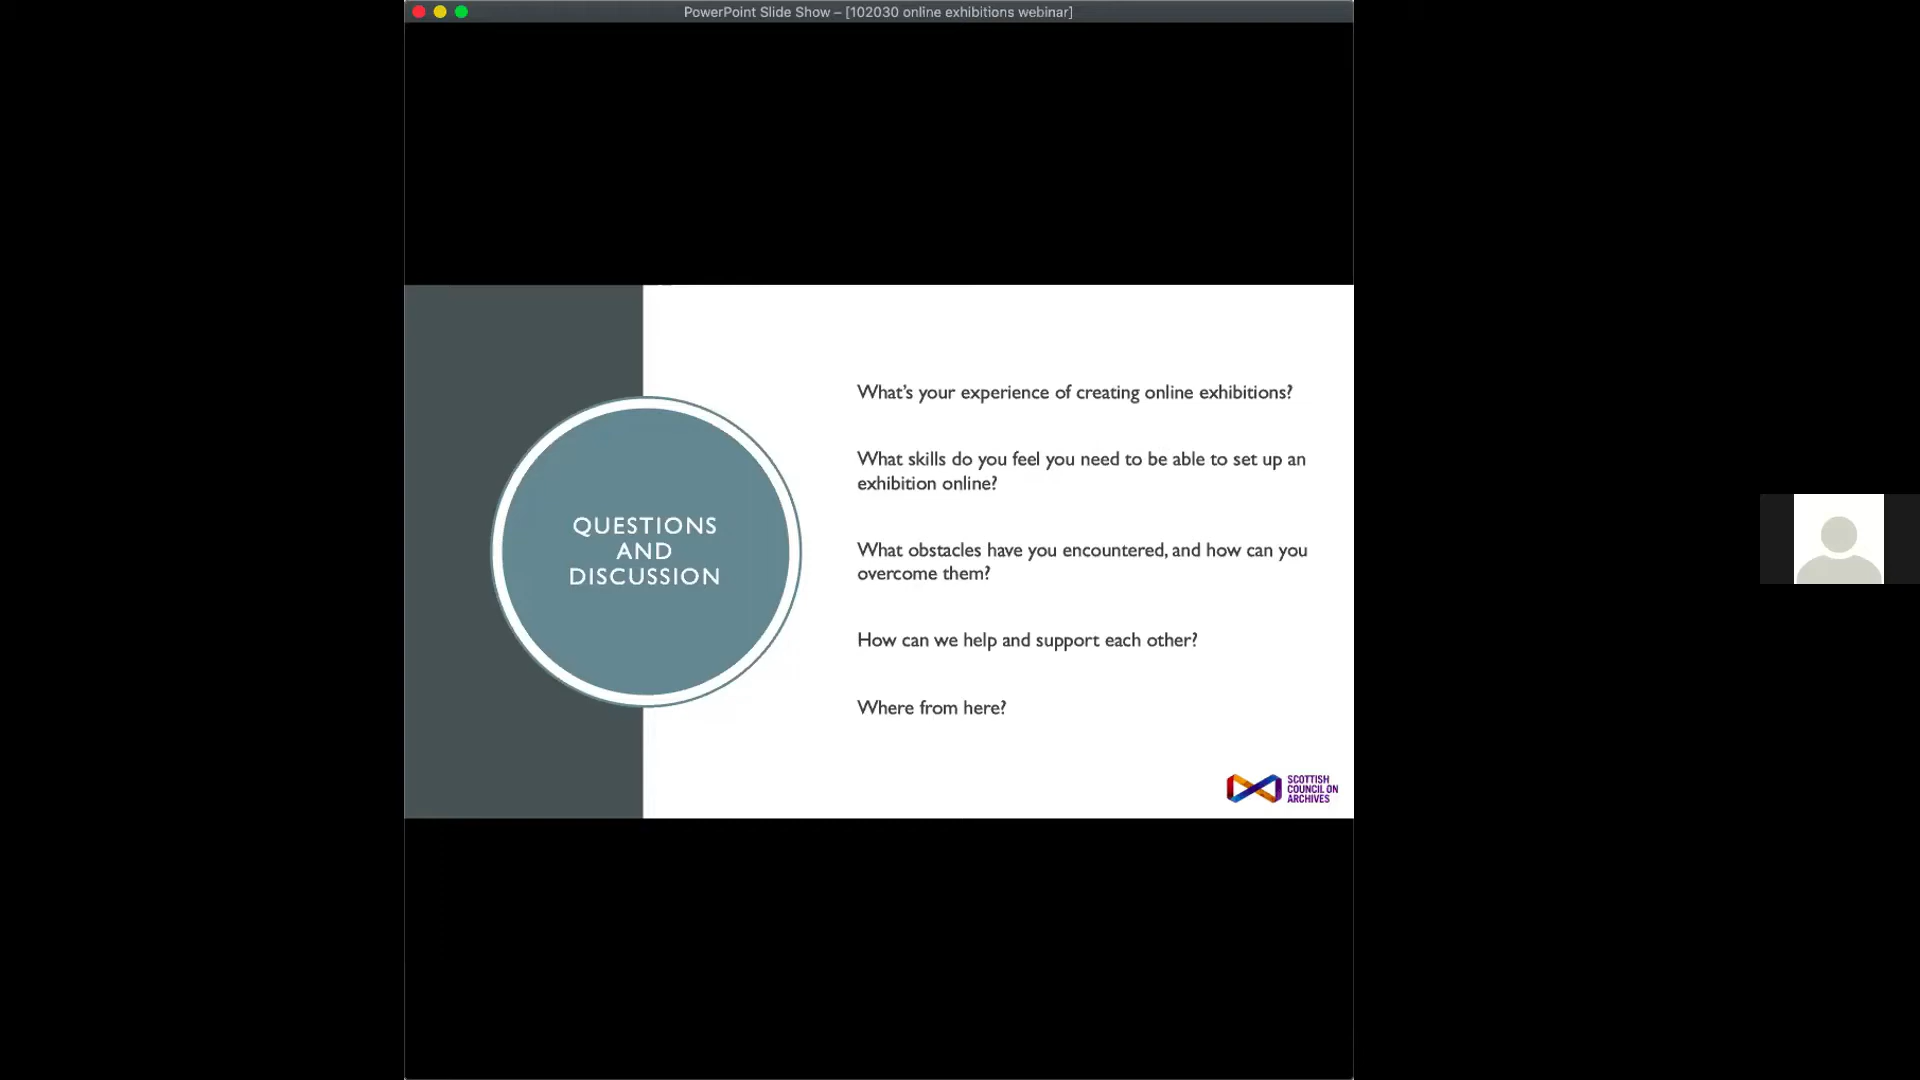 PowerPoint Slide Show – [102030 online exhibitions webinar]
QUESTIONS
AND
DISCUSSION
What's your experience of creating online exhibitions?
What skills do you feel you need to be able to set up an
exhibition online?
What obstacles have you encountered, and how can you
overcome them?
How can we help and support each other?
Where from here?
SCOTTISH
COUNCIL ON
ARCHIVES